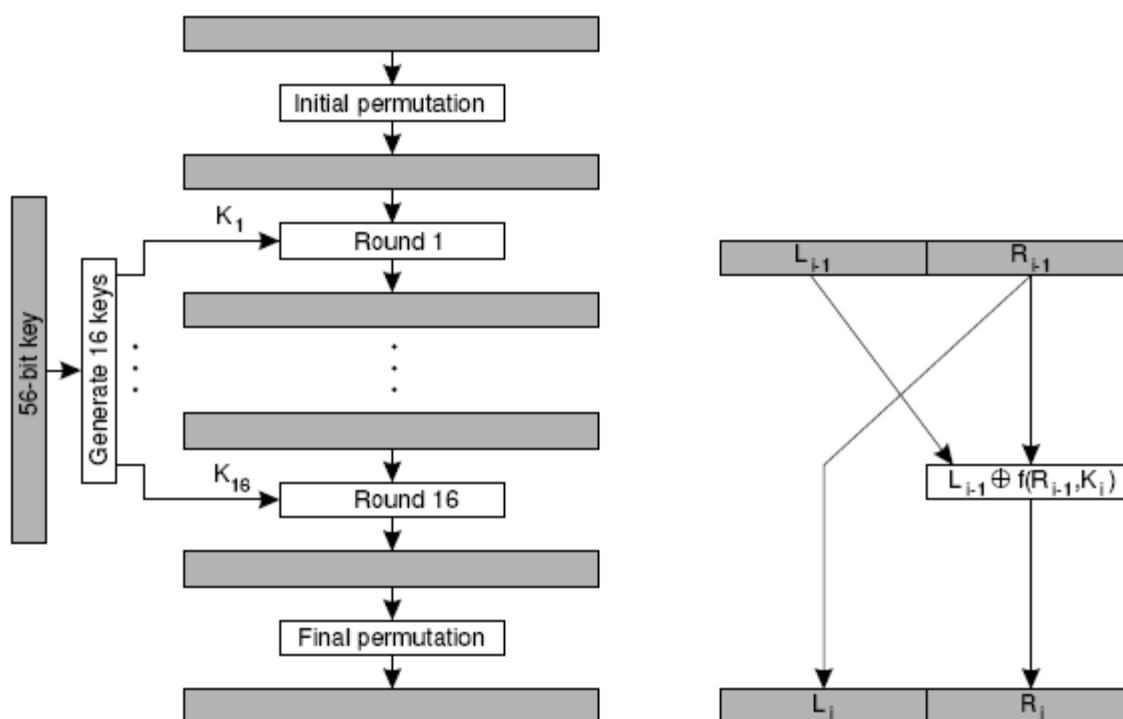 Initial permutation
K1
Round 1
Li-1 Ri-1
56-bit key
Generate 16 keys
Li-1 ⊕ f(Ri-1,Ki)
K16
Round 16
Final permutation
Li Ri